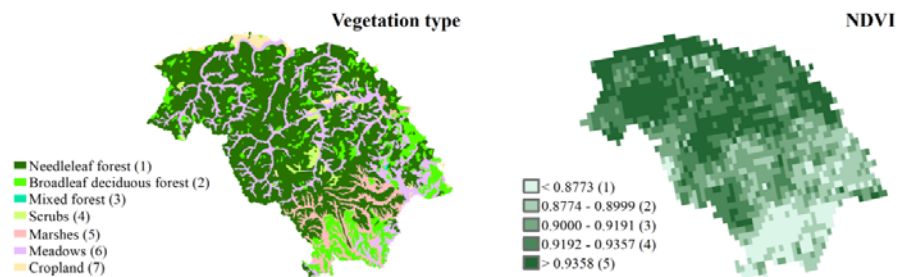 Vegetation type
Needleleaf forest (1)
Broadleaf deciduous forest (2)
Mixed forest (3)
Scrubs (4)
Marshes (5)
Meadows (6)
Cropland (7)
NDVI
< 0.8773 (1)
0.8774 - 0.8999 (2)
0.9000 - 0.9191 (3)
0.9192 - 0.9357 (4)
> 0.9358 (5)